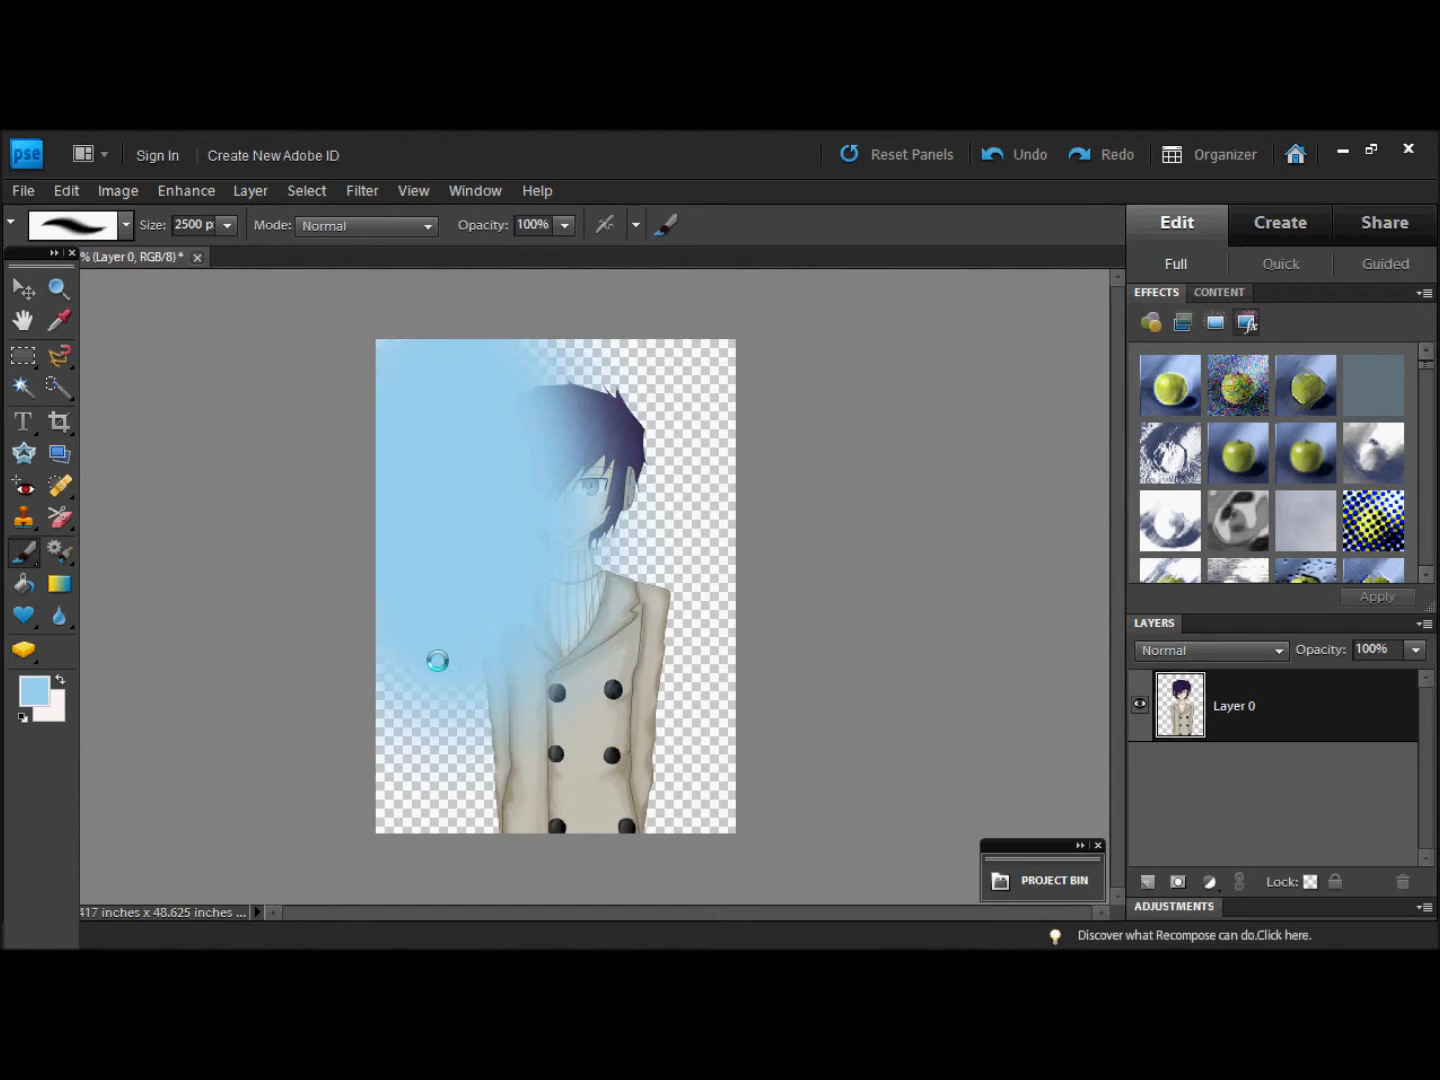 pse Sign In Create New Adobe ID Reset Panels Undo Redo Organizer
File Edit Image Enhance Layer Select Filter View Window Help
Size: 2500 p Mode: Normal Opacity: 100% Edit Create Share
% (Layer 0, RGB/8) * Full Quick Guided
EFFECTS CONTENT
T
fx
Apply
LAYERS
Normal Opacity: 100%
Layer 0
PROJECT BIN Lock:
417 inches x 48.625 inches ... ADJUSTMENTS
Discover what Recompose can do.Click here.